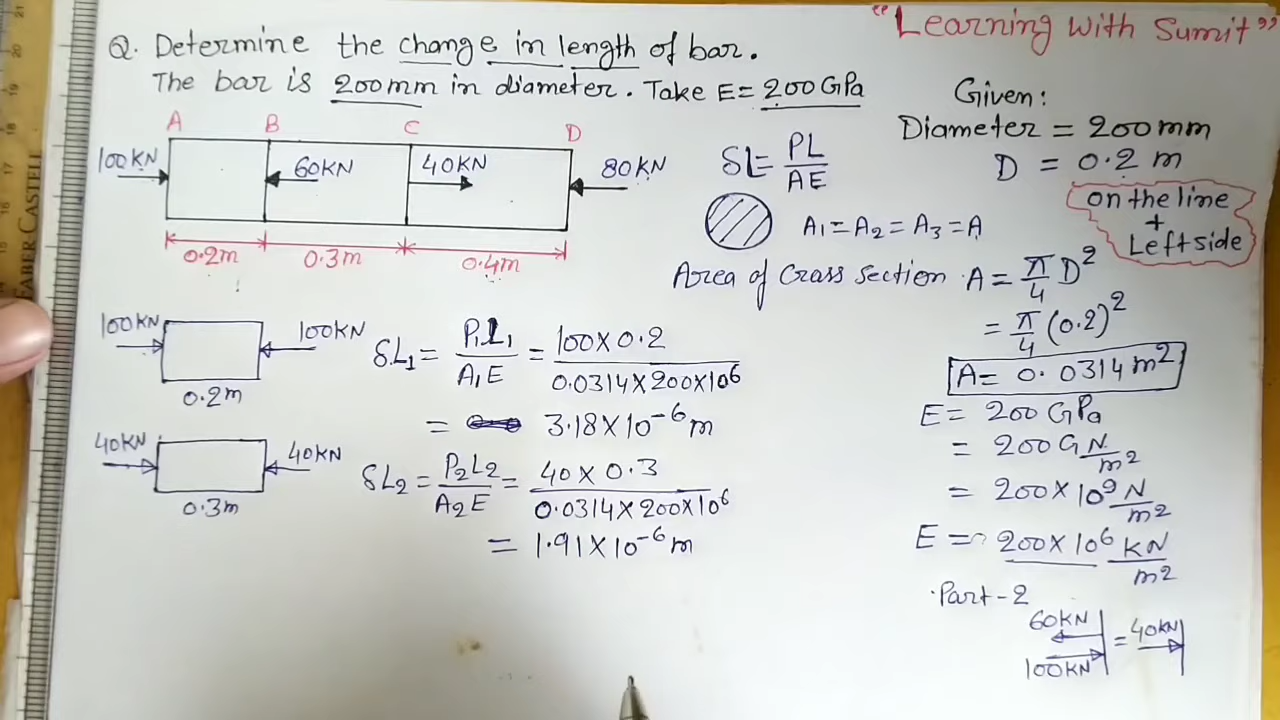 "Learning with Sumit"
Q. Determine the change in length of bar.
The bar is 200mm in diameter. Take E = 200 GPa
Given:
Diameter = 200mm
D = 0.2 m
A B C D
100KN 60KN 40KN 80KN
0.2m 0.3m 0.4m
δL = PL/AE
A1 = A2 = A3 = A
on the line
+
Left side
Area of Crass section A = π/4 D²
= π/4 (0.2)²
A = 0.0314 m²
E = 200 GPa
= 200 G N/m²
= 200×10⁹ N/m²
E = 200×10⁶ KN/m²
Part-2
60KN
100KN
= 40KN
100KN 100KN
0.2m
δL1 = P1L1/A1E = 100×0.2/0.0314×200×10⁶
= 3.18×10⁻⁶ m
40KN 40KN
0.3m
δL2 = P2L2/A2E = 40×0.3/0.0314×200×10⁶
= 1.91×10⁻⁶ m
FABER CASTELL